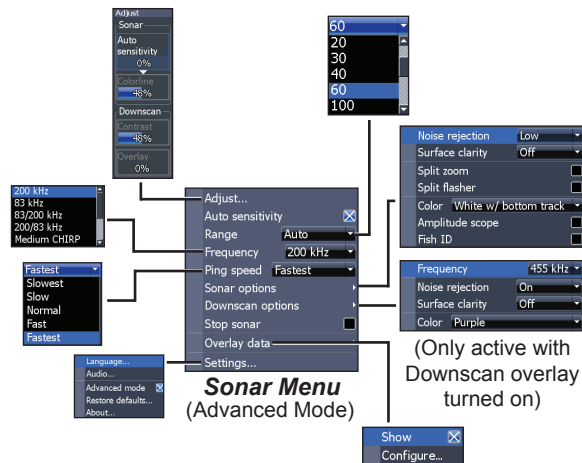 Adjust
Sonar
Auto
sensitivity
0%
Colorline
48%
Downscan
Contrast
48%
Overlay
0%
60
20
30
40
60
100
200 kHz
83 kHz
83/200 kHz
200/83 kHz
Medium CHIRP
Fastest
Slowest
Slow
Normal
Fast
Fastest
Language...
Audio...
Advanced mode
Restore defaults...
About...
Adjust...
Auto sensitivity
Range Auto
Frequency 200 kHz
Ping speed Fastest
Sonar options
Downscan options
Stop sonar
Overlay data
Settings...
Sonar Menu
(Advanced Mode)
Noise rejection Low
Surface clarity Off
Split zoom
Split flasher
Color White w/ bottom track
Amplitude scope
Fish ID
Frequency 455 kHz
Noise rejection On
Surface clarity Off
Color Purple
(Only active with
Downscan overlay
turned on)
Show
Configure...